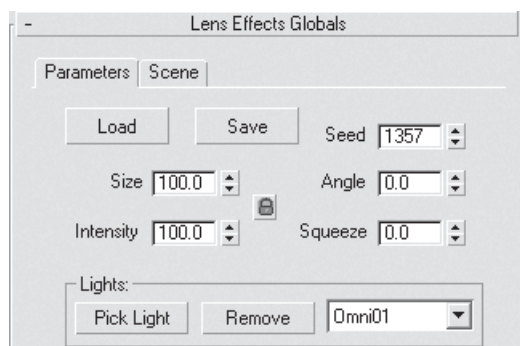 - Lens Effects Globals
Parameters Scene
Load Save Seed 1357
Size 100.0 Angle 0.0
Intensity 100.0 Squeeze 0.0
Lights:
Pick Light Remove Omni01